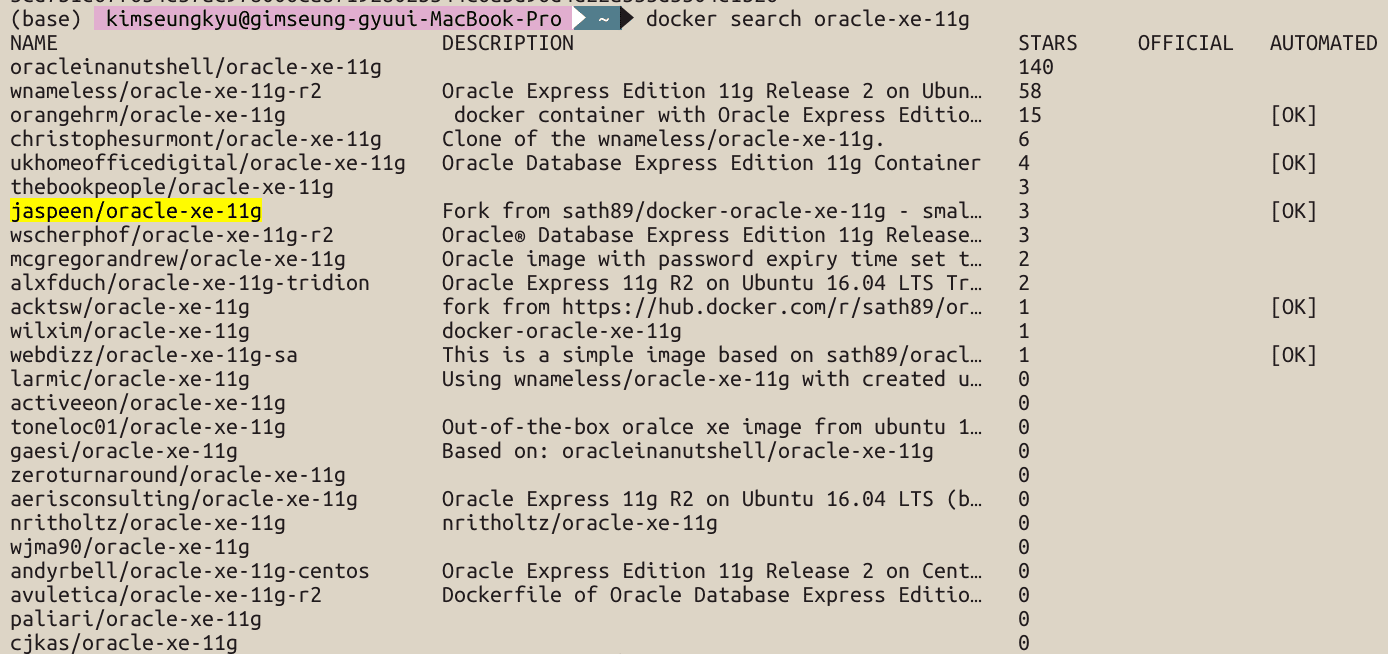 (base) kimseungkyu@gimseung-gyuui-MacBook-Pro ~ docker search oracle-xe-11g
NAME DESCRIPTION STARS OFFICIAL AUTOMATED
oracleinanutshell/oracle-xe-11g 140
wnameless/oracle-xe-11g-r2 Oracle Express Edition 11g Release 2 on Ubun… 58
orangehrm/oracle-xe-11g docker container with Oracle Express Editio… 15 [OK]
christophesurmont/oracle-xe-11g Clone of the wnameless/oracle-xe-11g. 6
ukhomeofficedigital/oracle-xe-11g Oracle Database Express Edition 11g Container 4 [OK]
thebookpeople/oracle-xe-11g 3
jaspeen/oracle-xe-11g Fork from sath89/docker-oracle-xe-11g - smal… 3 [OK]
wscherphof/oracle-xe-11g-r2 Oracle® Database Express Edition 11g Release… 3
mcgregorandrew/oracle-xe-11g Oracle image with password expiry time set t… 2
alxfduch/oracle-xe-11g-tridion Oracle Express 11g R2 on Ubuntu 16.04 LTS Tr… 2
acktsw/oracle-xe-11g fork from https://hub.docker.com/r/sath89/or… 1 [OK]
wilxim/oracle-xe-11g docker-oracle-xe-11g 1
webdizz/oracle-xe-11g-sa This is a simple image based on sath89/oracl… 1 [OK]
larmic/oracle-xe-11g Using wnameless/oracle-xe-11g with created u… 0
activeeon/oracle-xe-11g 0
toneloc01/oracle-xe-11g Out-of-the-box oralce xe image from ubuntu 1… 0
gaesi/oracle-xe-11g Based on: oracleinanutshell/oracle-xe-11g 0
zeroturnaround/oracle-xe-11g 0
aerisconsulting/oracle-xe-11g Oracle Express 11g R2 on Ubuntu 16.04 LTS (b… 0
nritholtz/oracle-xe-11g nritholtz/oracle-xe-11g 0
wjma90/oracle-xe-11g 0
andyrbell/oracle-xe-11g-centos Oracle Express Edition 11g Release 2 on Cent… 0
avuletica/oracle-xe-11g-r2 Dockerfile of Oracle Database Express Editio… 0
paliari/oracle-xe-11g 0
cjkas/oracle-xe-11g 0